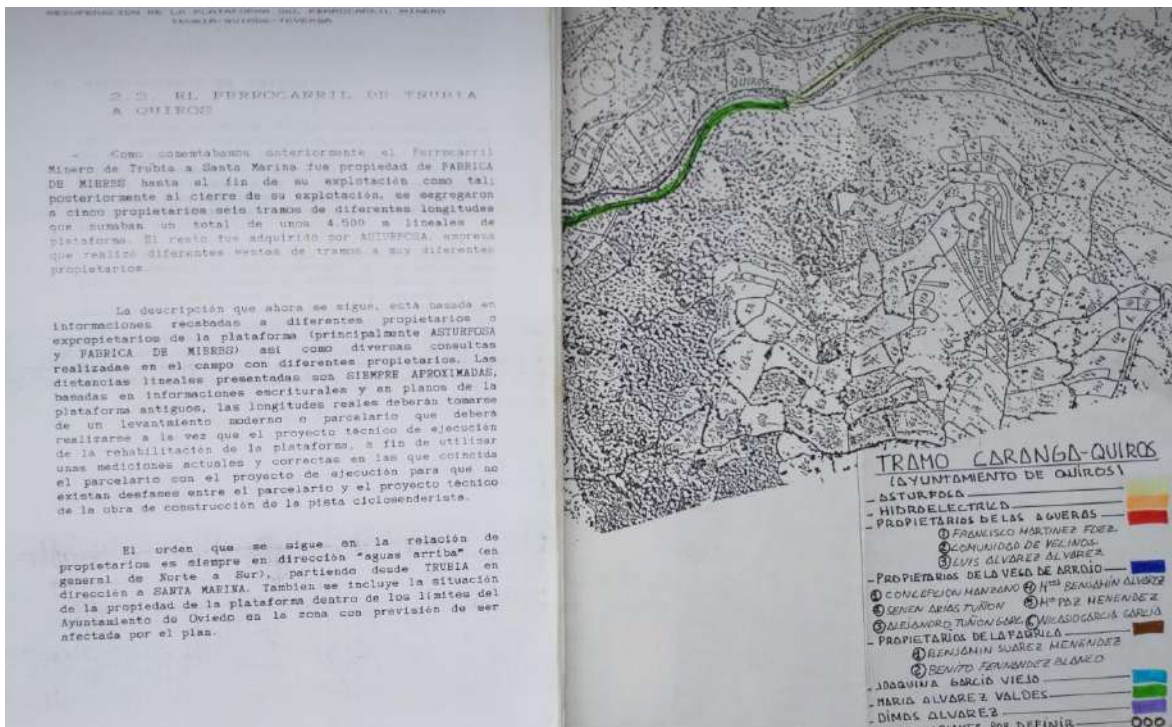 RECUPERACION DE LA PLATAFORMA DEL FERROCARRIL MINERO
TRUBIA-QUIROS-TEVERGA
2.2. EL FERROCARRIL DE TRUBIA
A QUIROS
Como comentabamos anteriormente el Ferrocarril
Minero de Trubia a Santa Marina fue propiedad de FABRICA
DE MIERES hasta el fin de su explotación como tal;
posteriormente al cierre de su explotación, se segregaron
a cinco propietarios seis tramos de diferentes longitudes
que sumaban un total de unos 4.500 m lineales de
plataforma. El resto fue adquirido por ASTURFOSA, empresa
que realizó diferentes ventas de tramos a muy diferentes
propietarios.
La descripción que ahora se sigue, está basada en
informaciones recabadas a diferentes propietarios o
expropietarios de la plataforma (principalmente ASTURFOSA
y FABRICA DE MIERES) así como diversas consultas
realizadas en el campo con diferentes propietarios. Las
distancias lineales presentadas son SIEMPRE APROXIMADAS,
basadas en informaciones escriturales y en planos de la
plataforma antiguos, las longitudes reales deberán tomarse
de un levantamiento moderno o parcelario que deberá
realizarse a la vez que el proyecto técnico de ejecución
de la rehabilitación de la plataforma, a fin de utilizar
unas mediciones actuales y correctas en las que coincida
el parcelario con el proyecto de ejecución para que no
existan desfases entre el parcelario y el proyecto técnico
de la obra de construcción de la pista ciclosenderista.
El orden que se sigue en la relación de
propietarios es siempre en dirección "aguas arriba" (en
general de Norte a Sur), partiendo desde TRUBIA en
dirección a SANTA MARINA. Tambien se incluye la situación
de la propiedad de la plataforma dentro de los límites del
Ayuntamiento de Oviedo en la zona con previsión de ser
afectada por el plan.
QUIROS
TRAMO CARANGA-QUIROS
(AYUNTAMIENTO DE QUIROS)
- ASTURFOSA
- HIDROELECTRICA
- PROPIETARIOS DE LAS AGUERAS
① FRANCISCO MARTINEZ FDEZ.
② COMUNIDAD DE VECINOS
③ LUIS ALVAREZ ALVAREZ
- PROPIETARIOS DE LA VEGA DE ARROJO
① CONCEPCION MANZANO ④ Hnos BENJAMÍN ALVAREZ
② SENEN ARIAS TUÑON ⑤ Mª PAZ MENENDEZ
③ ALEJANDRO TUÑON GARC. ⑥ NICASIO GARCIA GARCIA
- PROPIETARIOS DE LA FABRICA
① BENJAMIN SUAREZ MENENDEZ
② BENITO FERNANDEZ BLANCO
- JOAQUINA GARCIA VIEJO
- MARIA ALVAREZ VALDES
- DIMAS ALVAREZ
POR DEFINIR